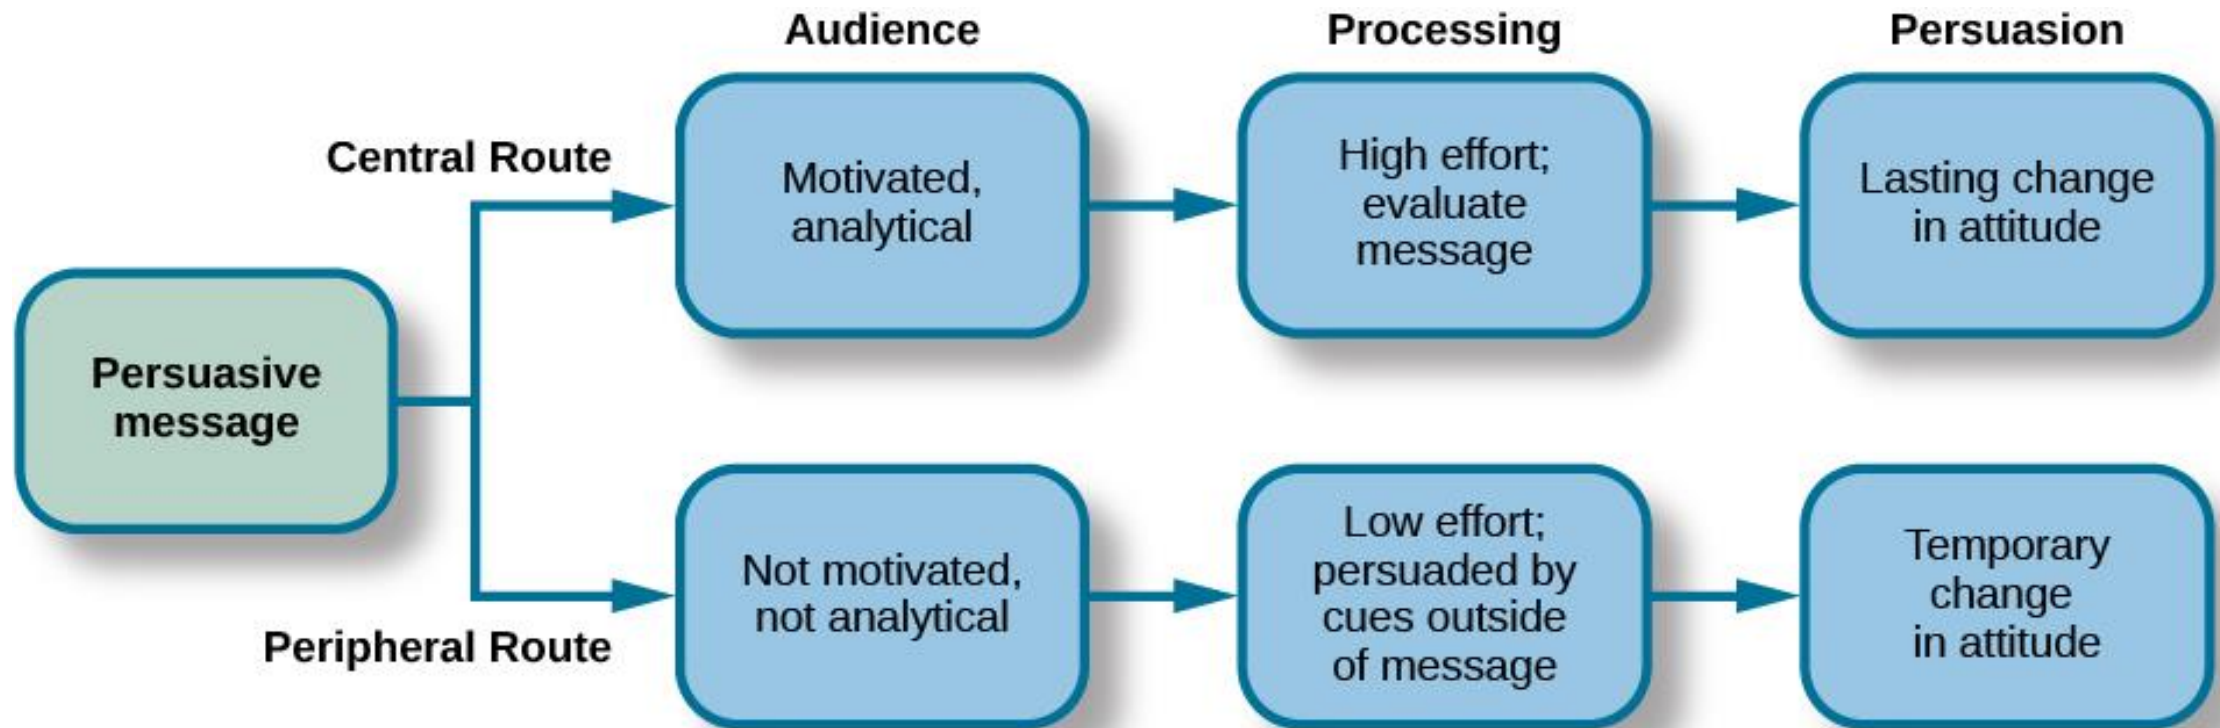 Audience
Processing
Persuasion
Central Route
Motivated,
analytical
High effort;
evaluate
message
Lasting change
in attitude
Persuasive
message
Peripheral Route
Not motivated,
not analytical
Low effort;
persuaded by
cues outside
of message
Temporary
change
in attitude